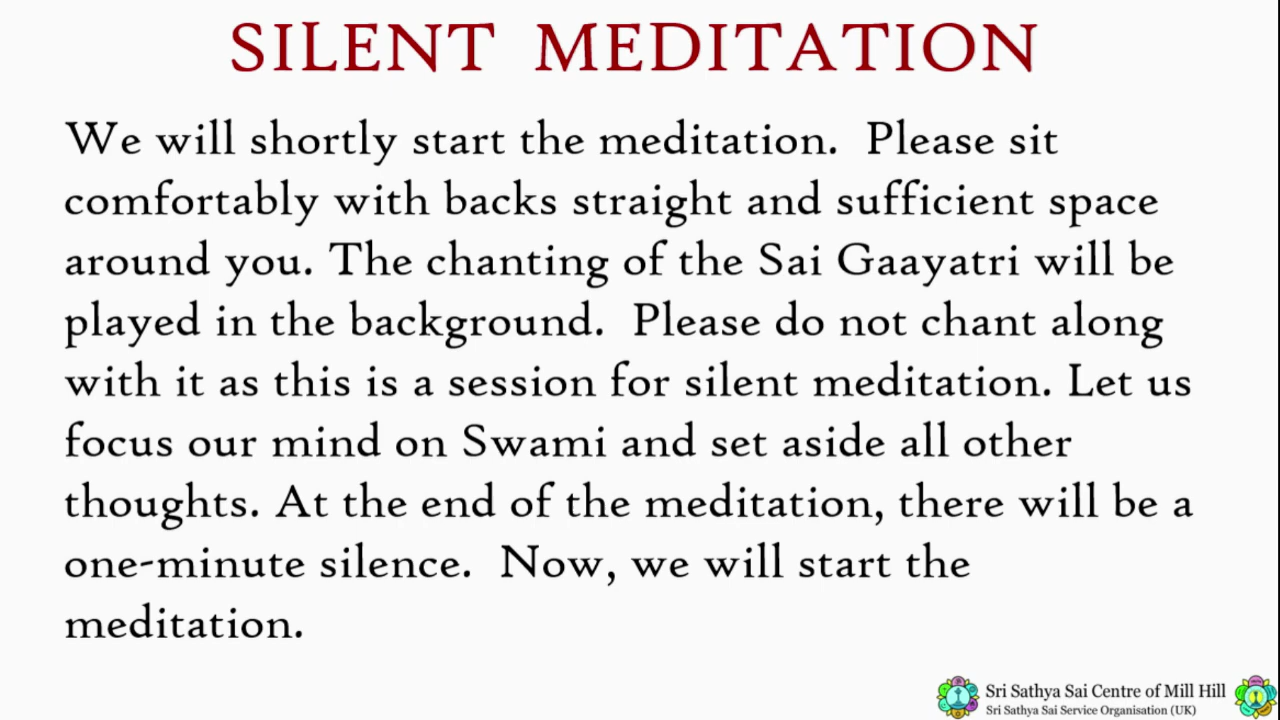 SILENT MEDITATION
We will shortly start the meditation.  Please sit
comfortably with backs straight and sufficient space
around you. The chanting of the Sai Gaayatri will be
played in the background.  Please do not chant along
with it as this is a session for silent meditation. Let us
focus our mind on Swami and set aside all other
thoughts. At the end of the meditation, there will be a
one-minute silence.  Now, we will start the
meditation.
Sri Sathya Sai Centre of Mill Hill
Sri Sathya Sai Service Organisation (UK)